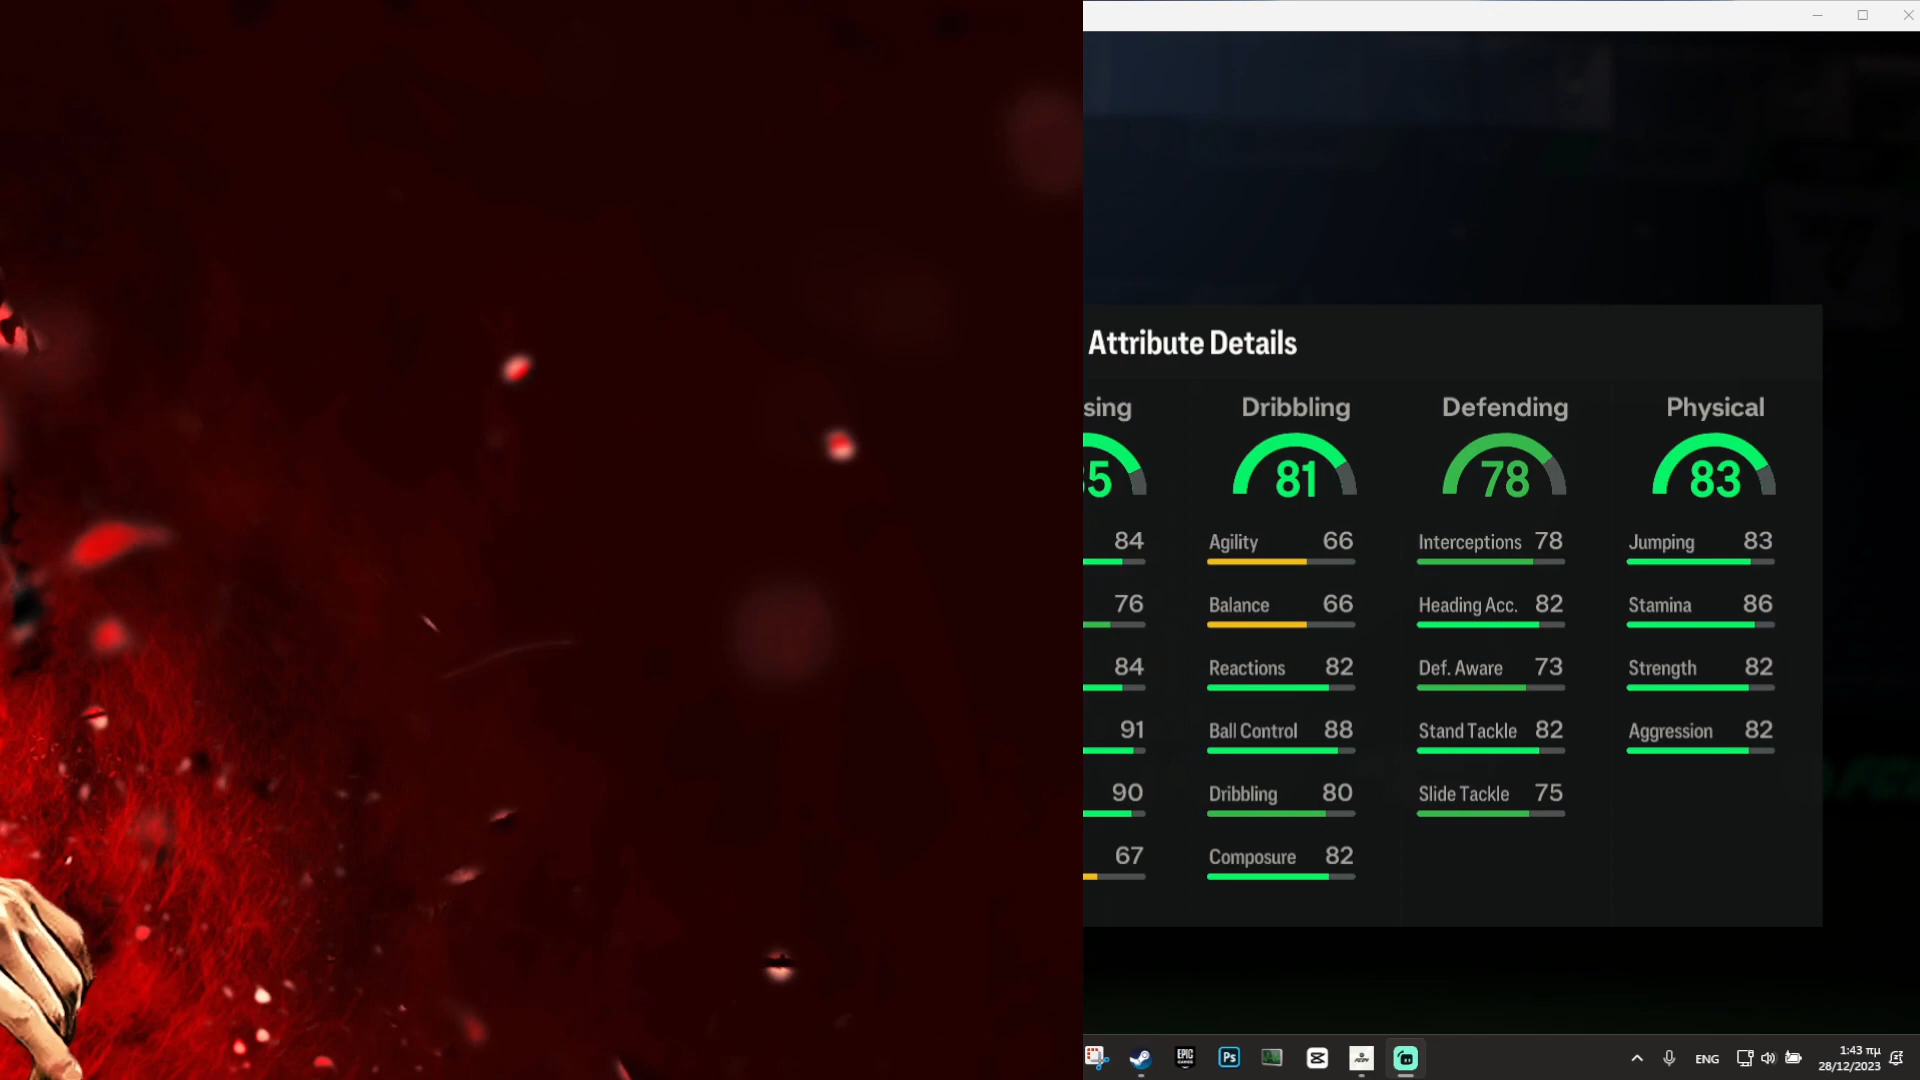 Attribute Details
sing Dribbling Defending Physical
5 81 78 83
84 Agility 66 Interceptions 78 Jumping 83
76 Balance 66 Heading Acc. 82 Stamina 86
84 Reactions 82 Def. Aware 73 Strength 82
91 Ball Control 88 Stand Tackle 82 Aggression 82
90 Dribbling 80 Slide Tackle 75
67 Composure 82
EPIC GAMES Ps ENG 1:43 πμ
28/12/2023